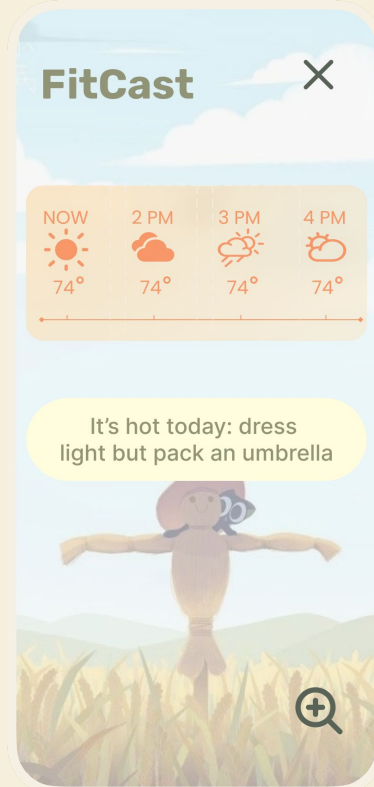 FitCast
NOW 2 PM 3 PM 4 PM
74° 74° 74° 74°
It’s hot today: dress
light but pack an umbrella